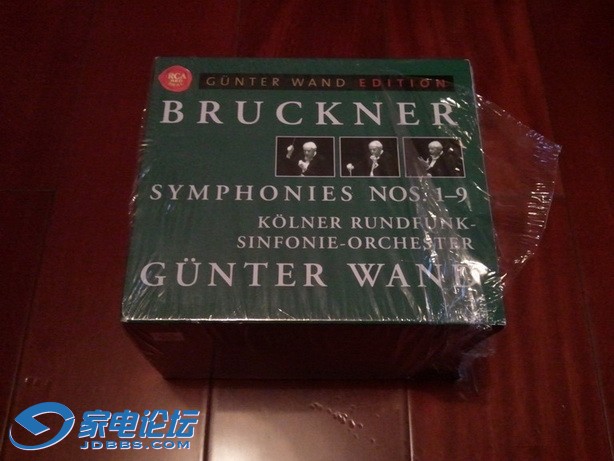 RCA
GÜNTER WAND EDITION
BRUCKNER
SYMPHONIES NOS. 1–9
KÖLNER RUNDFUNK-
SINFONIE-ORCHESTER
GÜNTER WAND
家电论坛
JDBBS.COM